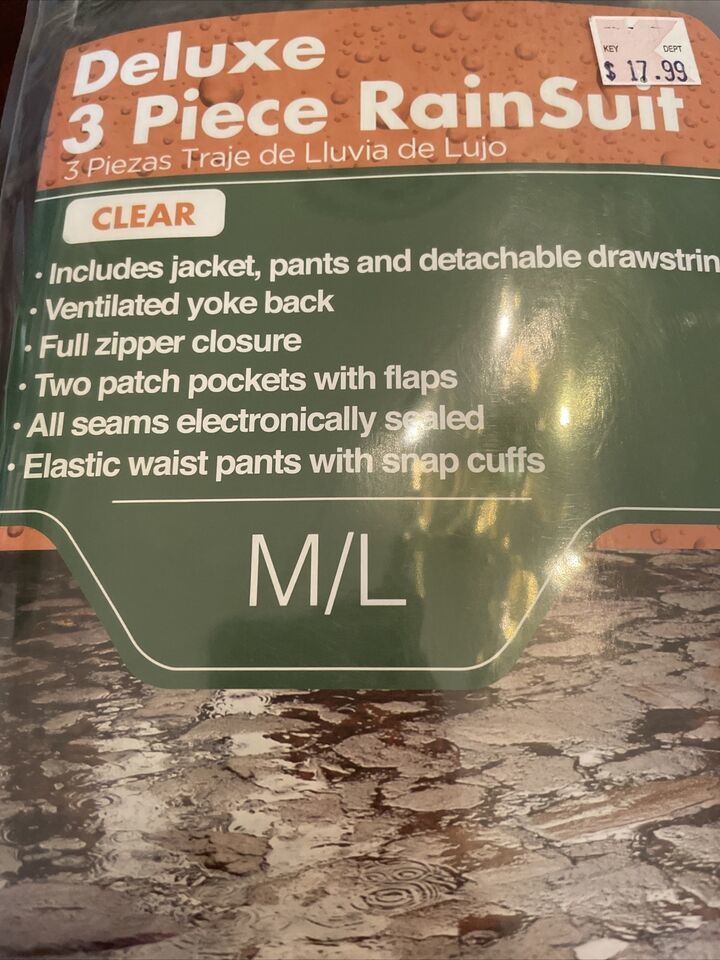 KEY DEPT
$ 17.99
Deluxe
3 Piece RainSuit
3 Piezas Traje de Lluvia de Lujo
CLEAR
• Includes jacket, pants and detachable drawstrin
• Ventilated yoke back
• Full zipper closure
• Two patch pockets with flaps
• All seams electronically sealed
• Elastic waist pants with snap cuffs
M/L